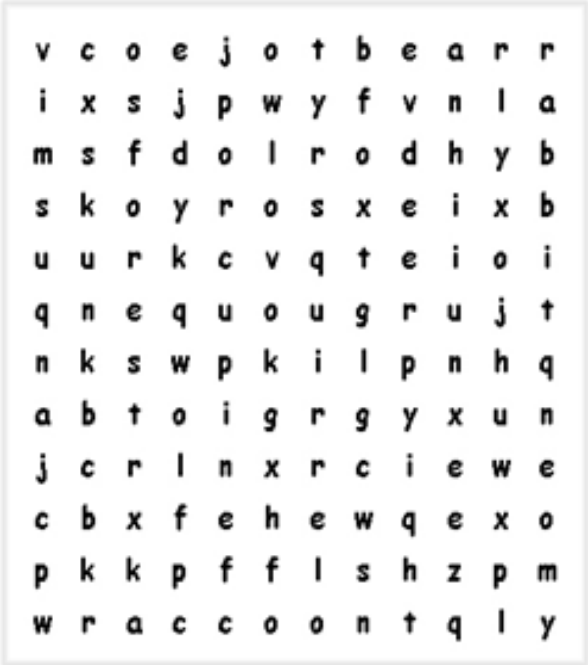 v c o e j o t b e a r r
i x s j p w y f v n l a
m s f d o l r o d h y b
s k o y r o s x e i x b
u u r k c v q t e i o i
q n e q u o u g r u j t
n k s w p k i l p n h q
a b t o i g r g y x u n
j c r l n x r c i e w e
c b x f e h e w q e x o
p k k p f f l s h z p m
w r a c c o o n t q l y